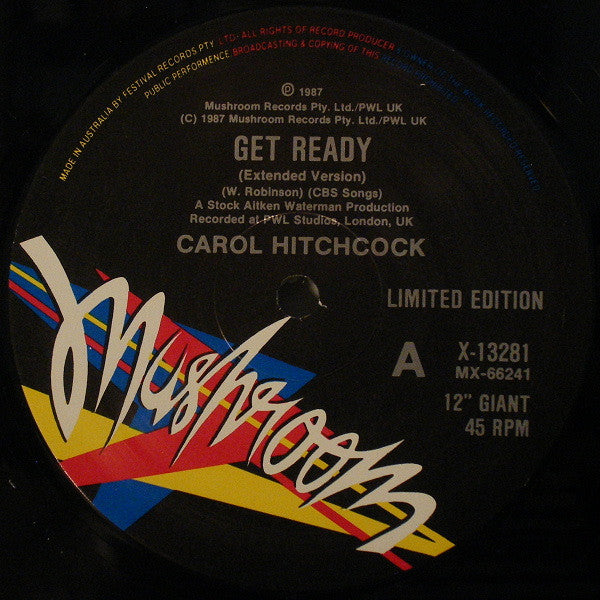 MADE IN AUSTRALIA BY FESTIVAL RECORDS PTY. LTD- ALL RIGHTS OF RECORD PRODUCER
PUBLIC PERFORMENCE, BROADCASTING & COPYING OF THIS
℗ 1987
Mushroom Records Pty. Ltd./PWL UK
(C) 1987 Mushroom Records Pty. Ltd./PWL UK
GET READY
(Extended Version)
(W. Robinson) (CBS Songs)
A Stock Aitken Waterman Production
Recorded at PWL Studios, London, UK
CAROL HITCHCOCK
LIMITED EDITION
A
X-13281
MX-66241
12" GIANT
45 RPM
Mushroom